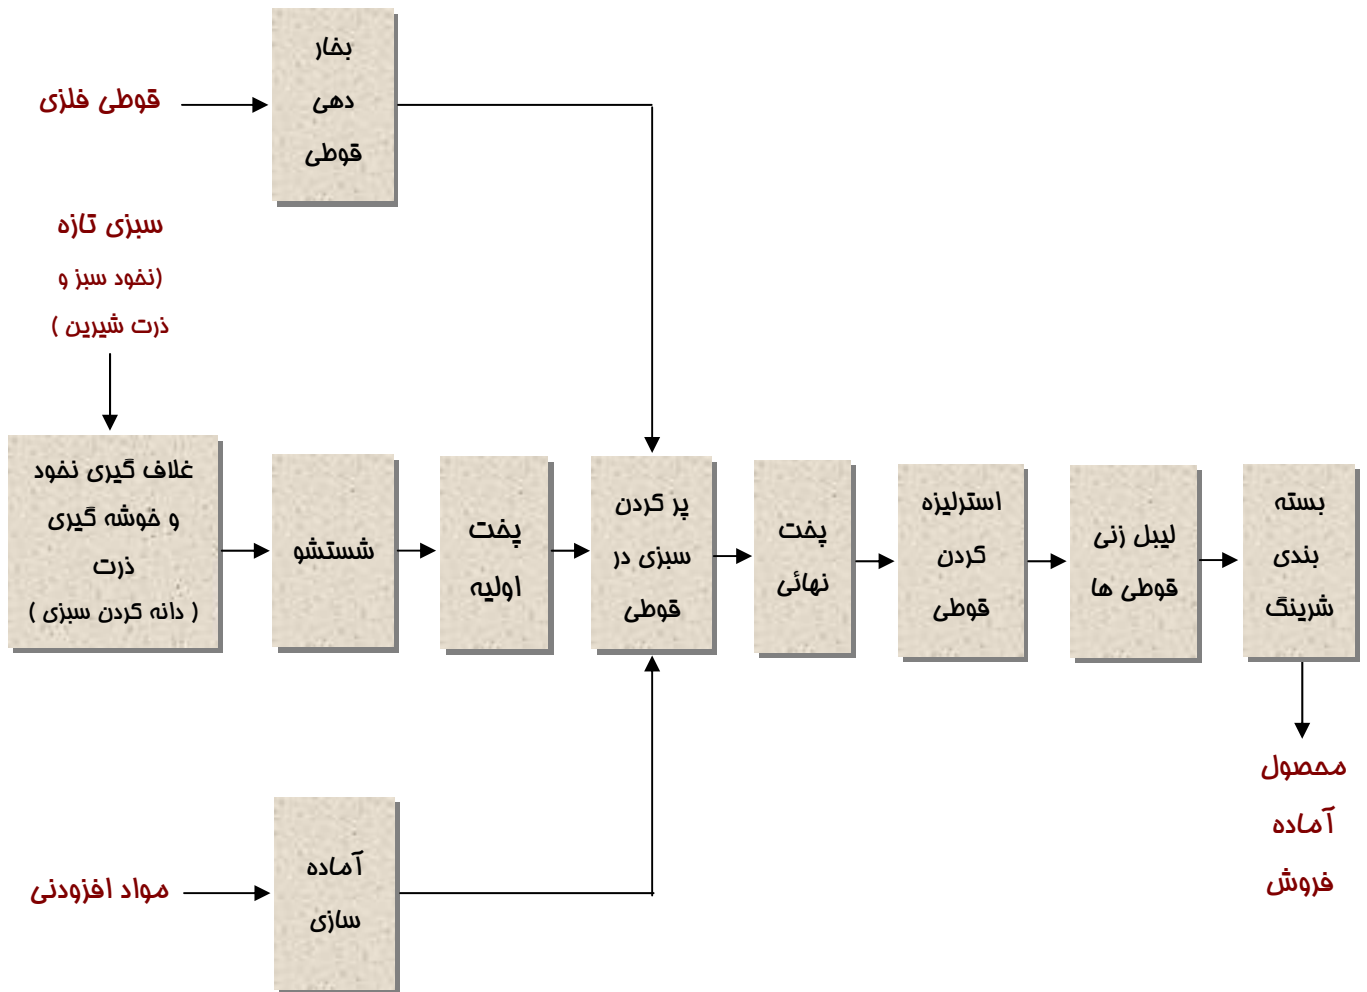 قوطی فلزی
بخار
دهی
قوطی
سبزی تازه
(نخود سبز و
ذرت شیرین )
غلاف گیری نخود
و خوشه گیری
ذرت
( دانه کردن سبزی )
شستشو
پخت
اولیه
پر کردن
سبزی در
قوطی
پخت
نهائی
استرلیزه
کردن
قوطی
لیبل زنی
قوطی ها
بسته
بندی
شرینگ
محصول
آماده
فروش
مواد افزودنی
آماده
سازی